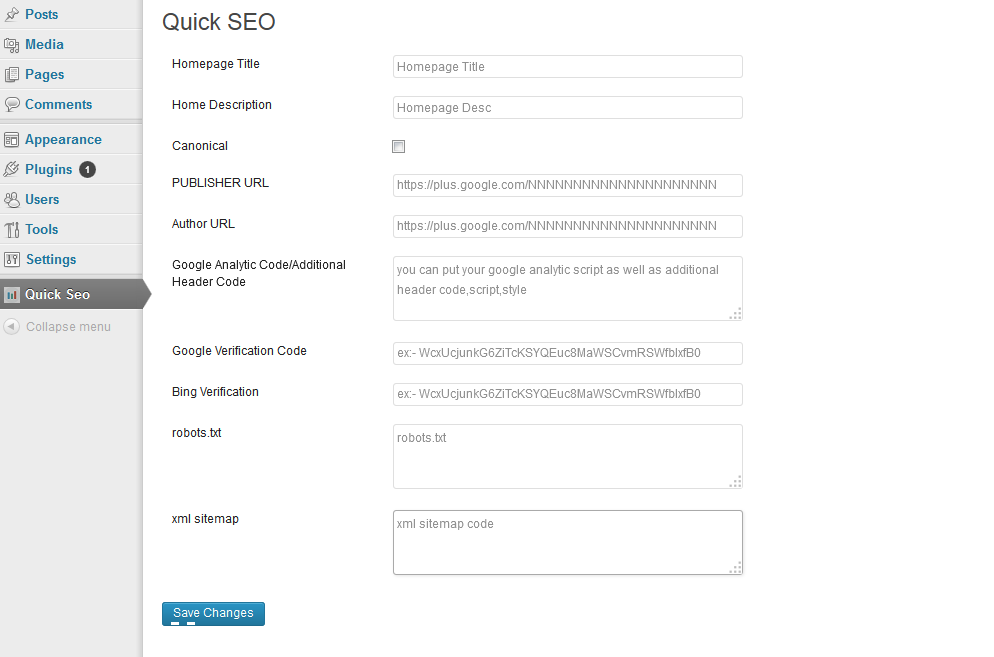 Posts
Media
Pages
Comments
Appearance
Plugins 1
Users
Tools
Settings
Quick Seo
Collapse menu
Quick SEO
Homepage Title
Homepage Title
Home Description
Homepage Desc
Canonical
PUBLISHER URL
https://plus.google.com/NNNNNNNNNNNNNNNNNNNNN
Author URL
https://plus.google.com/NNNNNNNNNNNNNNNNNNNNN
Google Analytic Code/Additional
Header Code
you can put your google analytic script as well as additional
header code,script,style
Google Verification Code
ex:- WcxUcjunkG6ZiTcKSYQEuc8MaWSCvmRSWfbIxfB0
Bing Verification
ex:- WcxUcjunkG6ZiTcKSYQEuc8MaWSCvmRSWfbIxfB0
robots.txt
robots.txt
xml sitemap
xml sitemap code
Save Changes